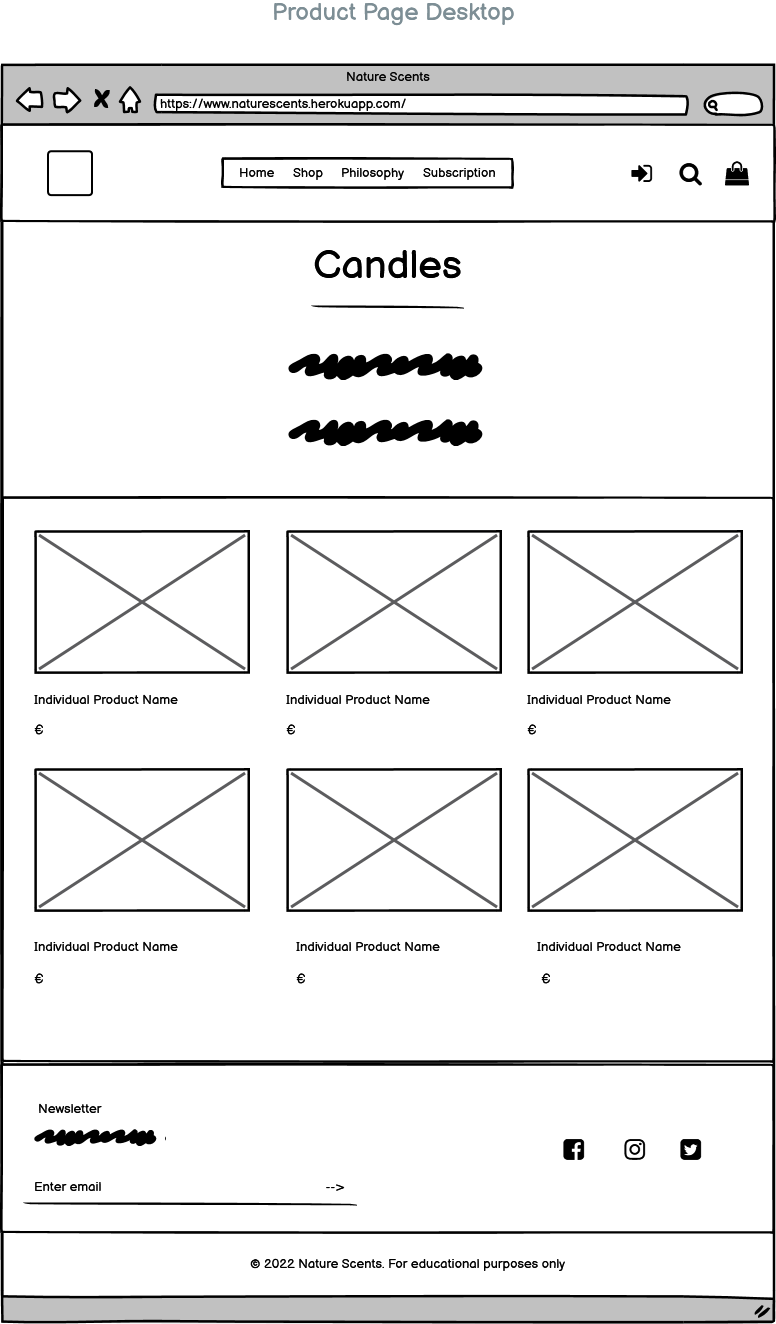 Product Page Desktop
Nature Scents
https://www.naturescents.herokuapp.com/
Home Shop Philosophy Subscription
Candles
Individual Product Name Individual Product Name Individual Product Name
€ € €
Individual Product Name Individual Product Name Individual Product Name
€ € €
Newsletter
Enter email -->
© 2022 Nature Scents. For educational purposes only